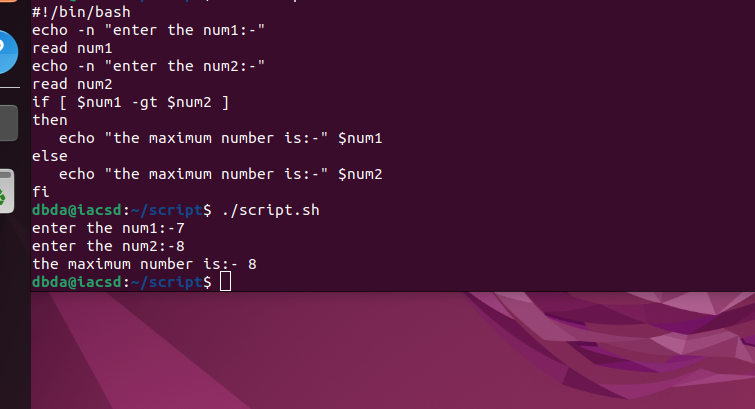 #!/bin/bash
echo -n "enter the num1:-"
read num1
echo -n "enter the num2:-"
read num2
if [ $num1 -gt $num2 ]
then
   echo "the maximum number is:-" $num1
else
   echo "the maximum number is:-" $num2
fi
dbda@iacsd:~/script$ ./script.sh
enter the num1:-7
enter the num2:-8
the maximum number is:- 8
dbda@iacsd:~/script$